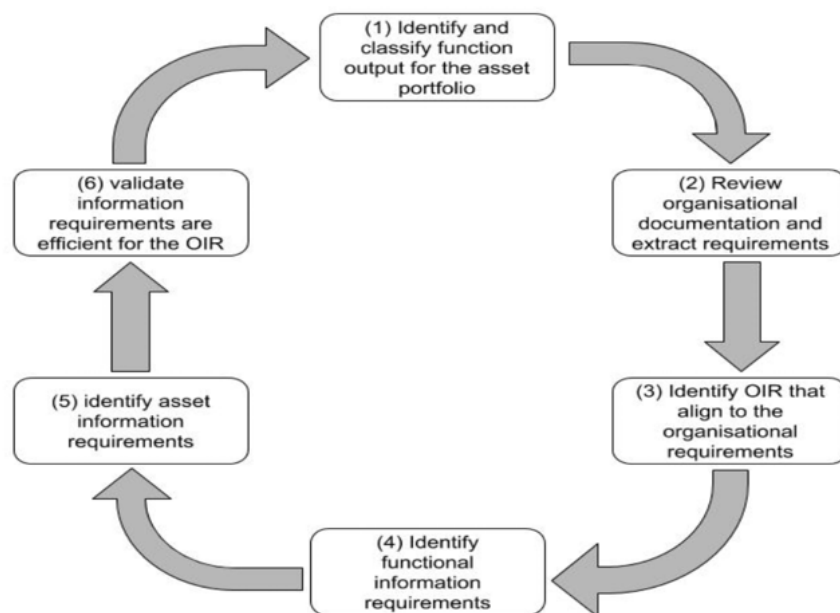 (1) Identify and
classify function
output for the asset
portfolio
(2) Review
organisational
documentation and
extract requirements
(3) Identify OIR that
align to the
organisational
requirements
(4) Identify
functional
information
requirements
(5) identify asset
information
requirements
(6) validate
information
requirements are
efficient for the OIR